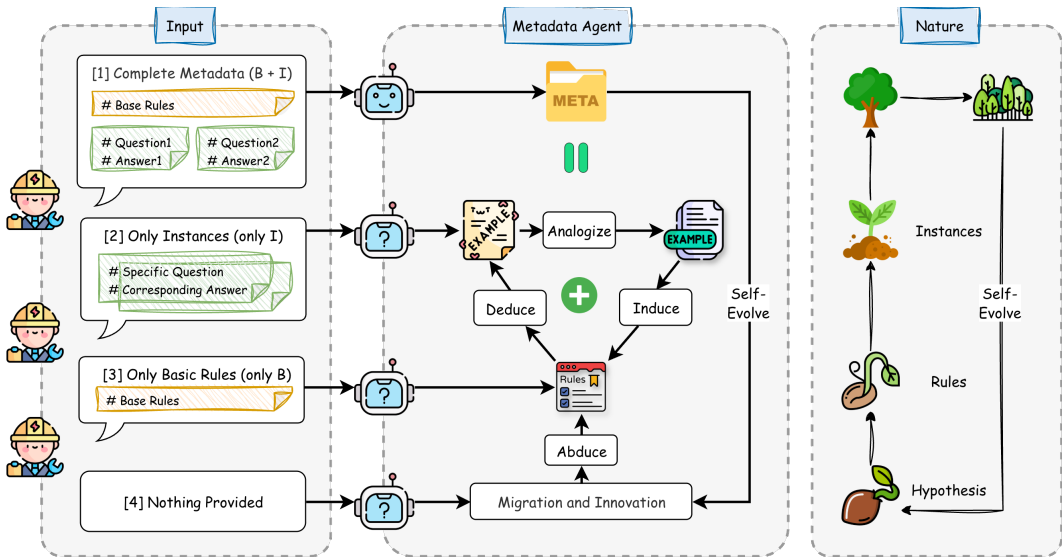 Input
Metadata Agent
Nature
[1] Complete Metadata (B + I)
# Base Rules
# Question1
# Answer1
# Question2
# Answer2
META
[2] Only Instances (only I)
# Specific Question
# Corresponding Answer
EXAMPLE
Analogize
EXAMPLE
Instances
Deduce
Induce
Self-
Evolve
Self-
Evolve
[3] Only Basic Rules (only B)
# Base Rules
?
?
Rules
Rules
Abduce
[4] Nothing Provided
?
Migration and Innovation
Hypothesis